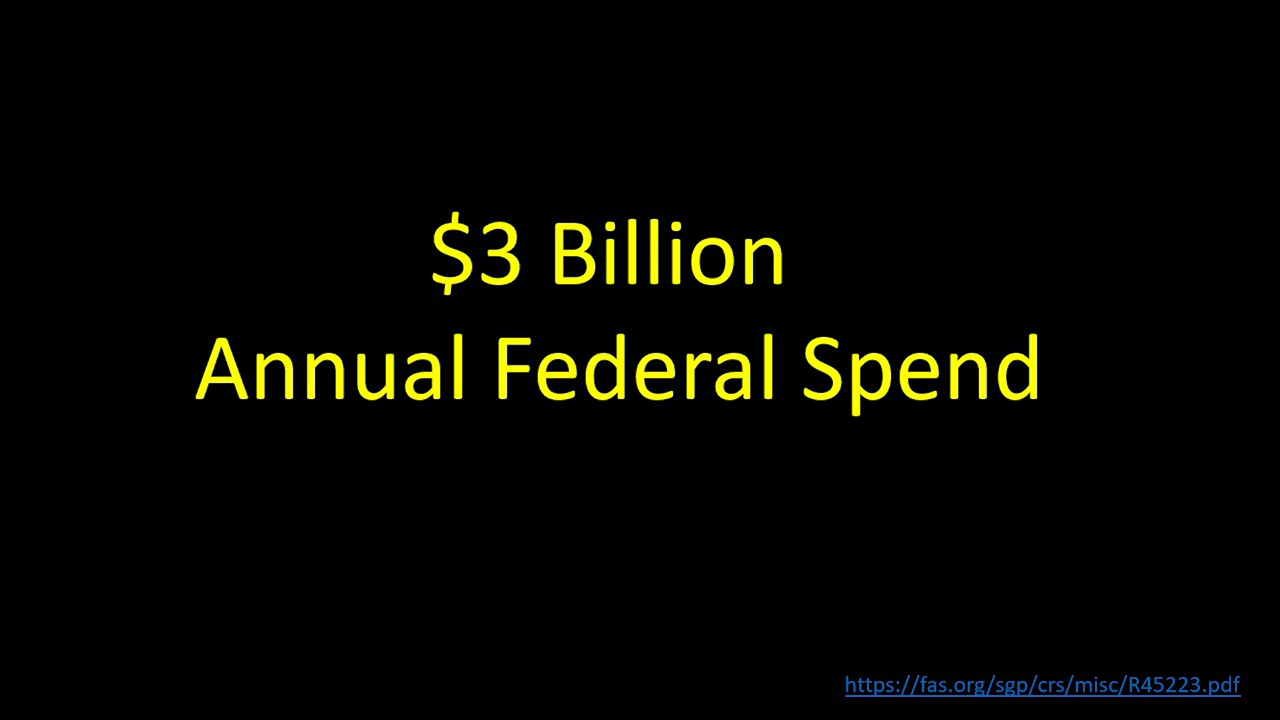 $3 Billion
Annual Federal Spend
https://fas.org/sgp/crs/misc/R45223.pdf